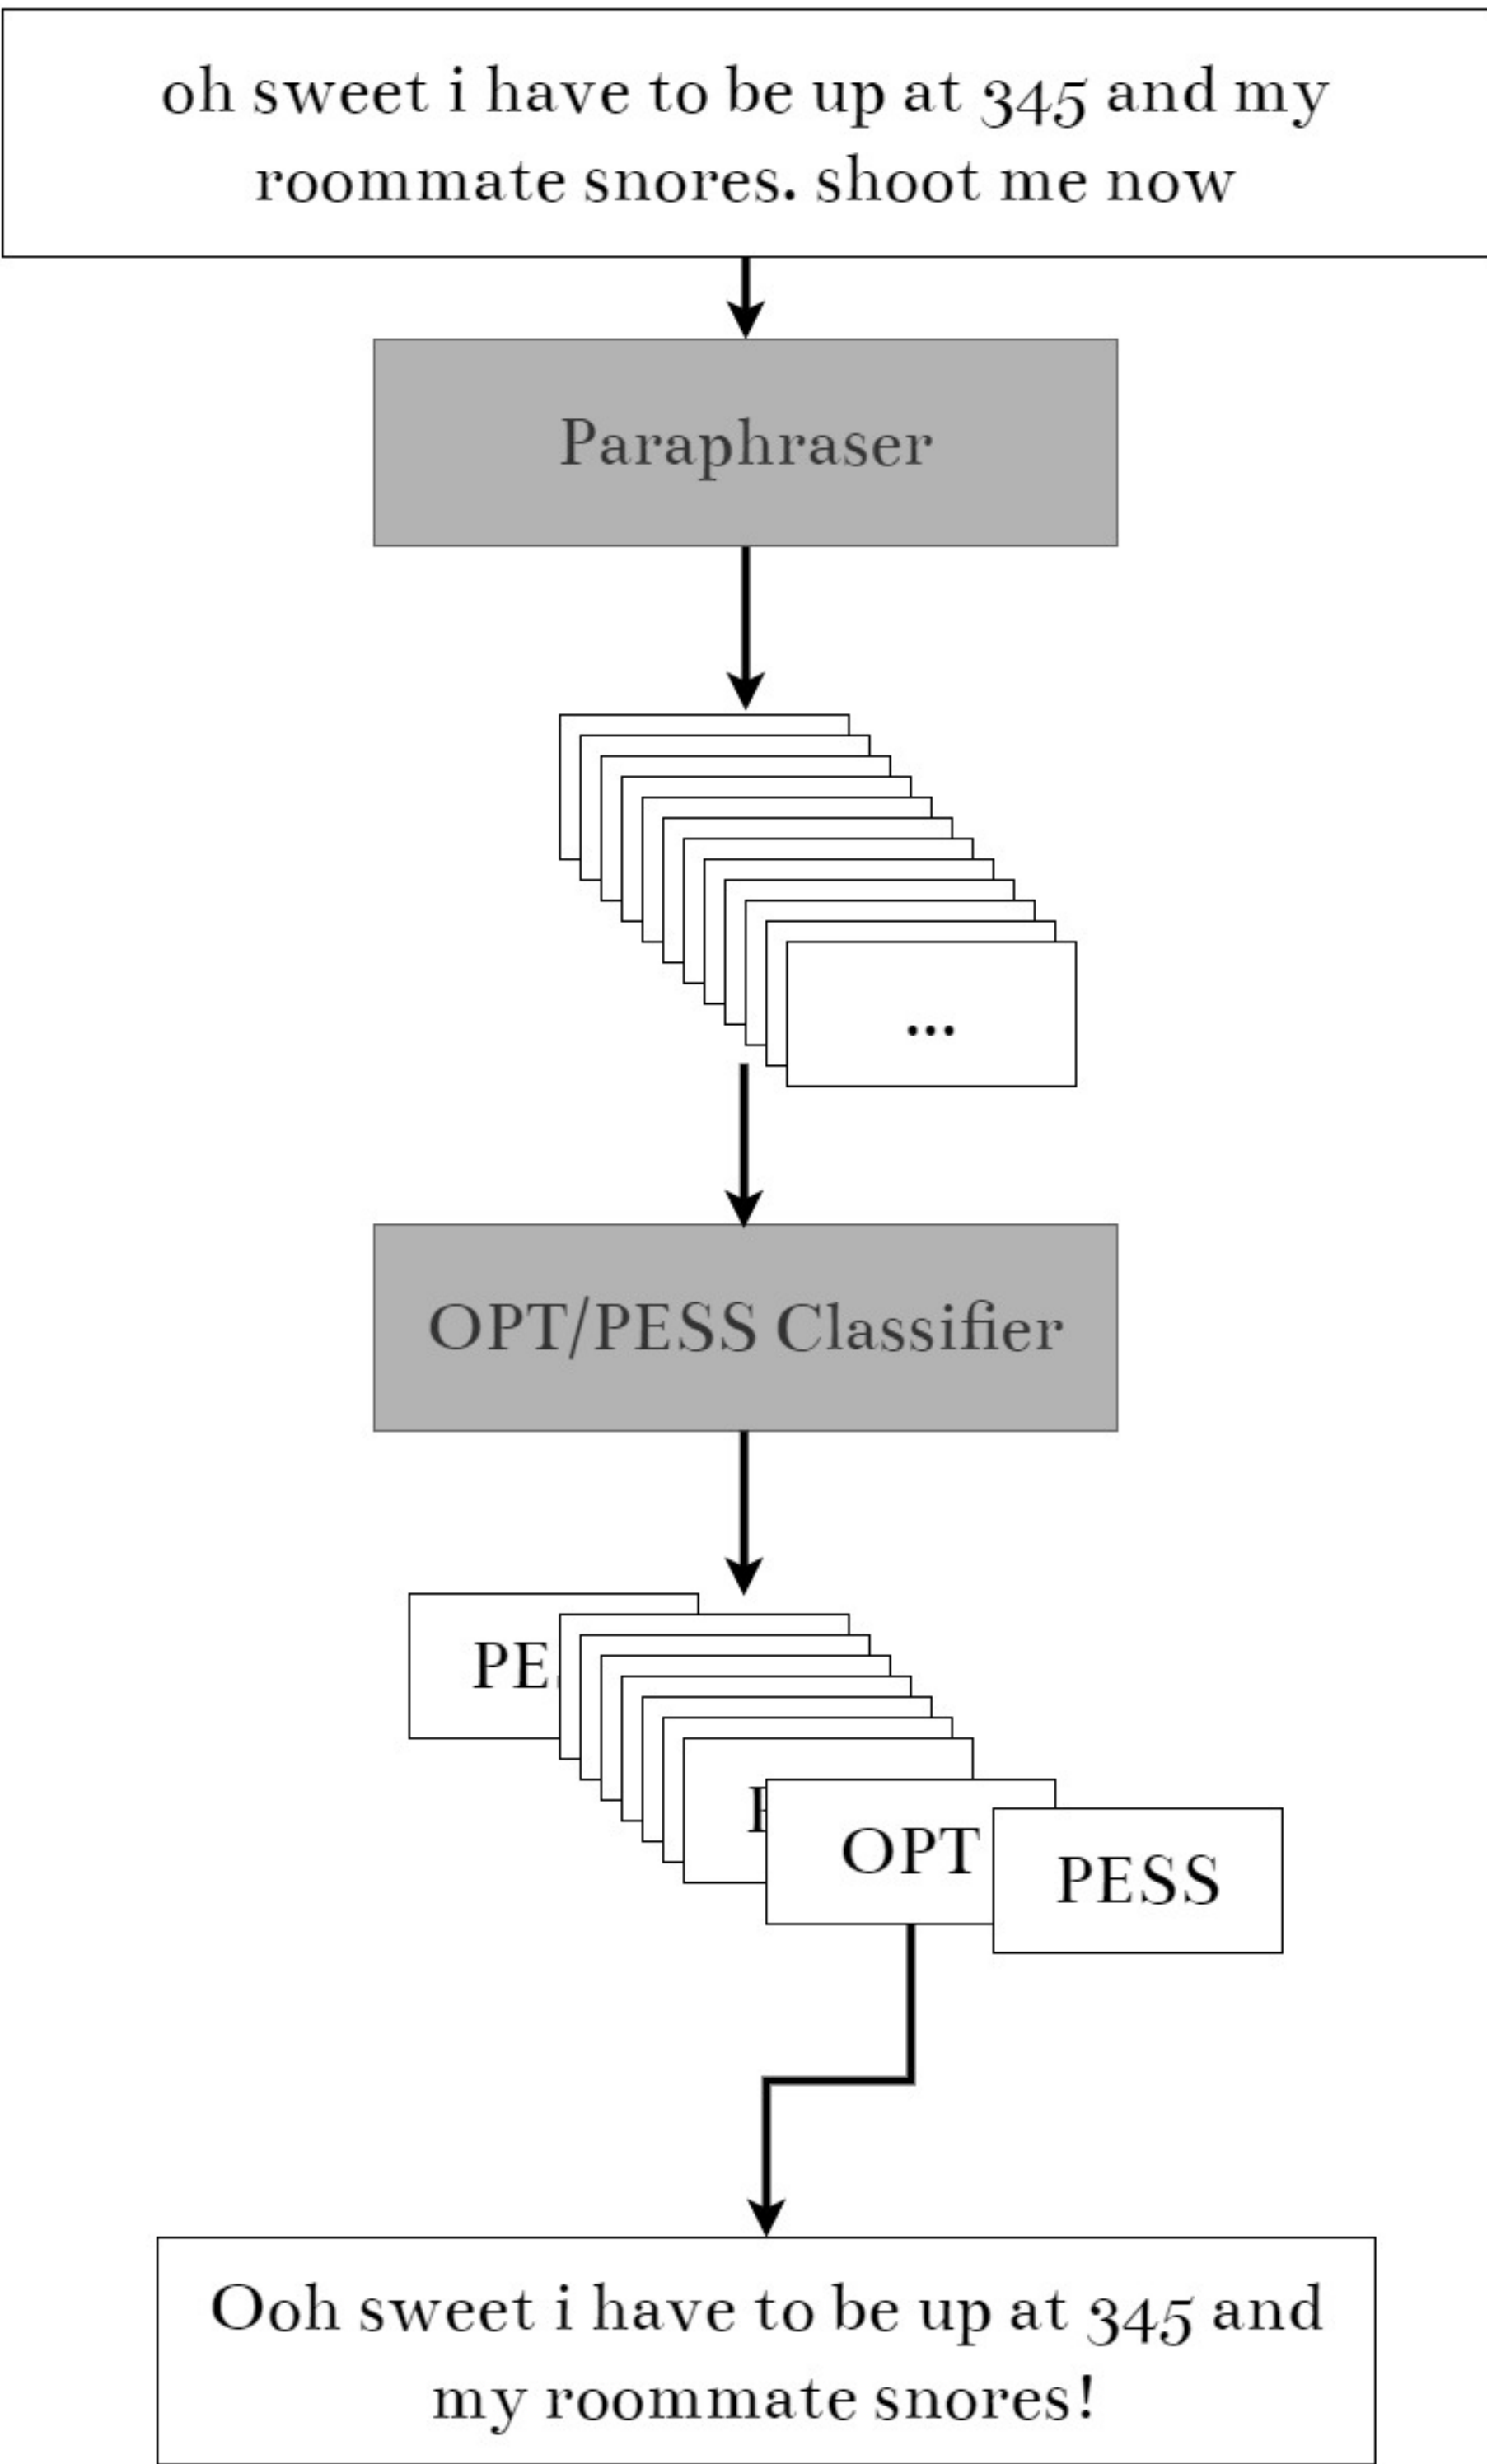 oh sweet i have to be up at 345 and my
roommate snores. shoot me now
Paraphraser
...
OPT/PESS Classifier
OPT
PESS
Ooh sweet i have to be up at 345 and
my roommate snores!